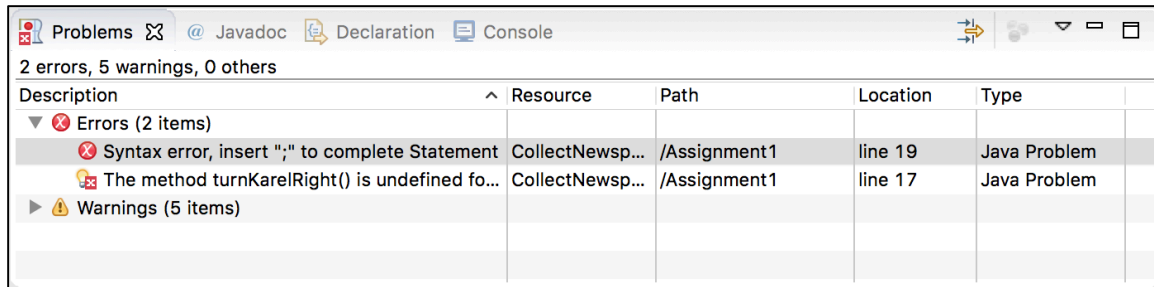 Problems @ Javadoc Declaration Console
2 errors, 5 warnings, 0 others
Description Resource Path Location Type
Errors (2 items)
Syntax error, insert ";" to complete Statement CollectNewsp... /Assignment1 line 19 Java Problem
The method turnKarelRight() is undefined fo... CollectNewsp... /Assignment1 line 17 Java Problem
Warnings (5 items)